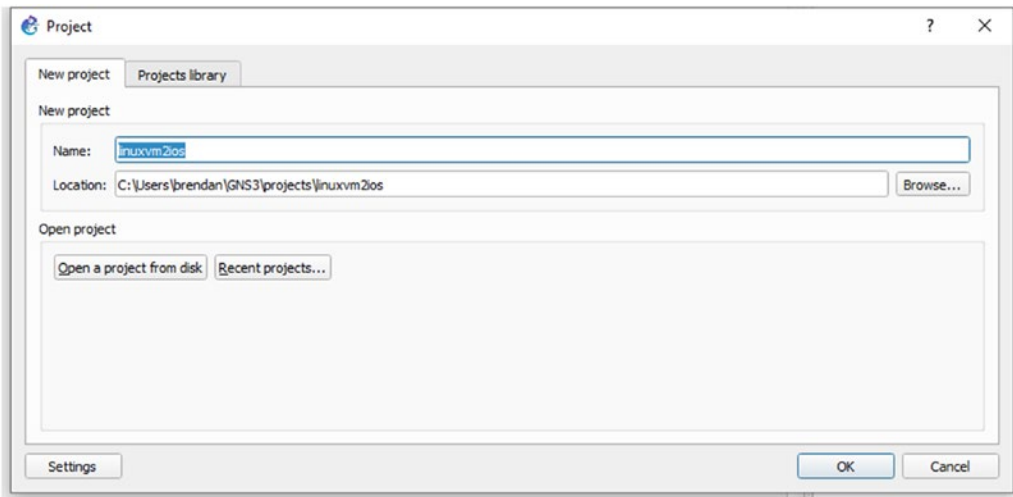 Project
?
New project Projects library
New project
Name: linuxvm2ios
Location: C:\Users\brendan\GNS3\projects\linuxvm2ios Browse...
Open project
Open a project from disk Recent projects...
Settings OK Cancel